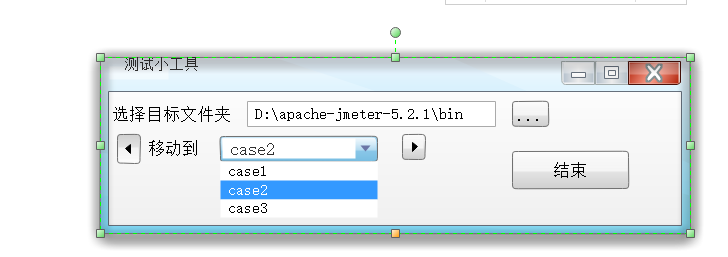 测试小工具
选择目标文件夹 D:\apache-jmeter-5.2.1\bin ...
移动到 case2
case1
case2
case3
结束